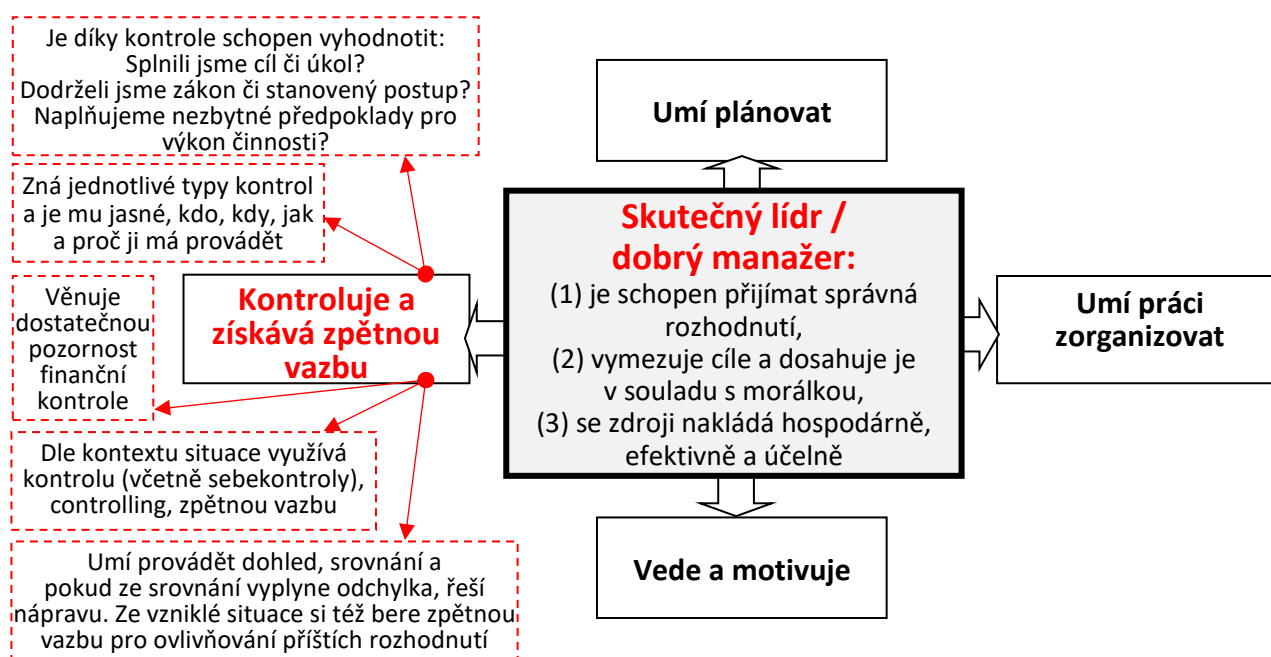 Je díky kontrole schopen vyhodnotit:
Splnili jsme cíl či úkol?
Dodrželi jsme zákon či stanovený postup?
Naplňujeme nezbytné předpoklady pro
výkon činnosti?
Umí plánovat
Zná jednotlivé typy kontrol
a je mu jasné, kdo, kdy, jak
a proč ji má provádět
Skutečný lídr /
dobrý manažer:
(1) je schopen přijímat správná
rozhodnutí,
(2) vymezuje cíle a dosahuje je
v souladu s morálkou,
(3) se zdroji nakládá hospodárně,
efektivně a účelně
Kontroluje a
získává zpětnou
vazbu
Umí práci
zorganizovat
Věnuje
dostatečnou
pozornost
finanční
kontrole
Dle kontextu situace využívá
kontrolu (včetně sebekontroly),
controlling, zpětnou vazbu
Vede a motivuje
Umí provádět dohled, srovnání a
pokud ze srovnání vyplyne odchylka, řeší
nápravu. Ze vzniklé situace si též bere zpětnou
vazbu pro ovlivňování příštích rozhodnutí